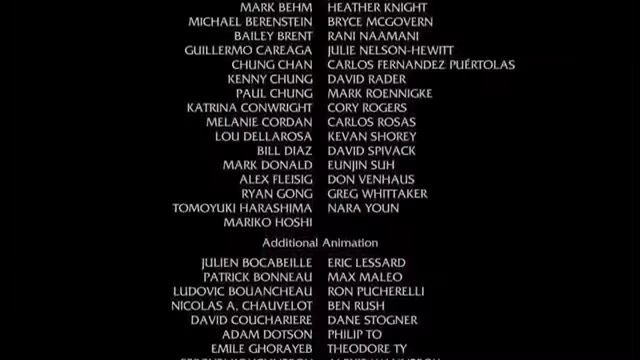 MARK BEHM HEATHER KNIGHT
MICHAEL BERENSTEIN BRYCE MCGOVERN
BAILEY BRENT RANI NAAMANI
GUILLERMO CAREAGA JULIE NELSON-HEWITT
CHUNG CHAN CARLOS FERNANDEZ PUÉRTOLAS
KENNY CHUNG DAVID RADER
PAUL CHUNG MARK ROENNIGKE
KATRINA CONWRIGHT CORY ROGERS
MELANIE CORDAN CARLOS ROSAS
LOU DELLAROSA KEVAN SHOREY
BILL DIAZ DAVID SPIVACK
MARK DONALD EUNJIN SUH
ALEX FLEISIG DON VENHAUS
RYAN GONG GREG WHITTAKER
TOMOYUKI HARASHIMA NARA YOUN
MARIKO HOSHI
Additional Animation
JULIEN BOCABEILLE ERIC LESSARD
PATRICK BONNEAU MAX MALEO
LUDOVIC BOUANCHEAU RON PUCHERELLI
NICOLAS A. CHAUVELOT BEN RUSH
DAVID COUCHARIERE DANE STOGNER
ADAM DOTSON PHILIP TO
EMILE GHORAYEB THEODORE TY